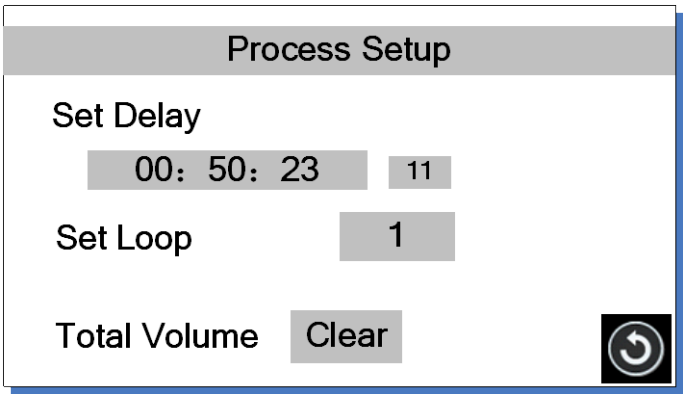 Process Setup
Set Delay
00：50：23 11
Set Loop 1
Total Volume Clear